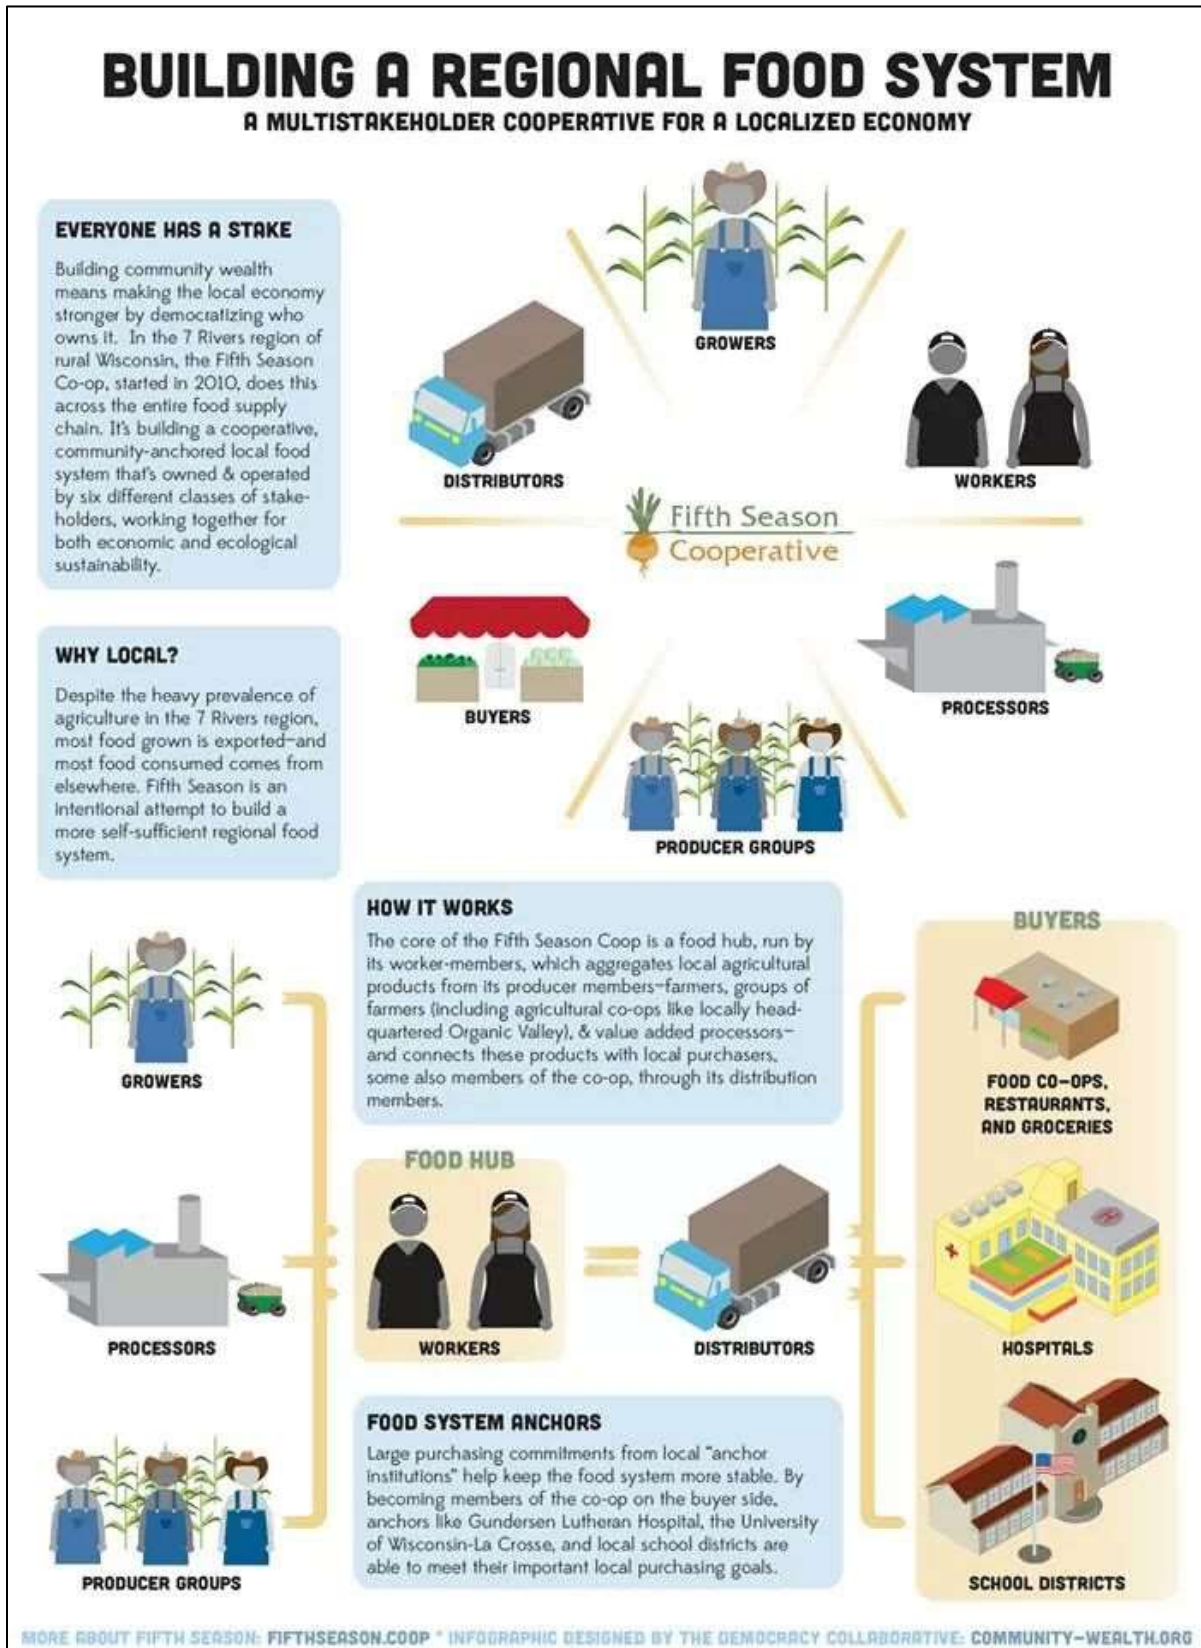 BUILDING A REGIONAL FOOD SYSTEM
A MULTISTAKEHOLDER COOPERATIVE FOR A LOCALIZED ECONOMY
EVERYONE HAS A STAKE
Building community wealth
means making the local economy
stronger by democratizing who
owns it. In the 7 Rivers region of
rural Wisconsin, the Fifth Season
Co-op, started in 2010, does this
across the entire food supply
chain. It's building a cooperative,
community-anchored local food
system that's owned & operated
by six different classes of stake-
holders, working together for
both economic and ecological
sustainability.
GROWERS
DISTRIBUTORS
WORKERS
Fifth Season
Cooperative
BUYERS
PROCESSORS
PRODUCER GROUPS
WHY LOCAL?
Despite the heavy prevalence of
agriculture in the 7 Rivers region,
most food grown is exported–and
most food consumed comes from
elsewhere. Fifth Season is an
intentional attempt to build a
more self-sufficient regional food
system.
HOW IT WORKS
The core of the Fifth Season Coop is a food hub, run by
its worker-members, which aggregates local agricultural
products from its producer members–farmers, groups of
farmers (including agricultural co-ops like locally head-
quartered Organic Valley), & value added processors–
and connects these products with local purchasers,
some also members of the co-op, through its distribution
members.
GROWERS
PROCESSORS
PRODUCER GROUPS
FOOD HUB
WORKERS
DISTRIBUTORS
BUYERS
FOOD CO-OPS,
RESTAURANTS,
AND GROCERIES
HOSPITALS
SCHOOL DISTRICTS
FOOD SYSTEM ANCHORS
Large purchasing commitments from local "anchor
institutions" help keep the food system more stable. By
becoming members of the co-op on the buyer side,
anchors like Gundersen Lutheran Hospital, the University
of Wisconsin-La Crosse, and local school districts are
able to meet their important local purchasing goals.
MORE ABOUT FIFTH SEASON: FIFTHSEASON.COOP * INFOGRAPHIC DESIGNED BY THE DEMOCRACY COLLABORATIVE: COMMUNITY-WEALTH.ORG